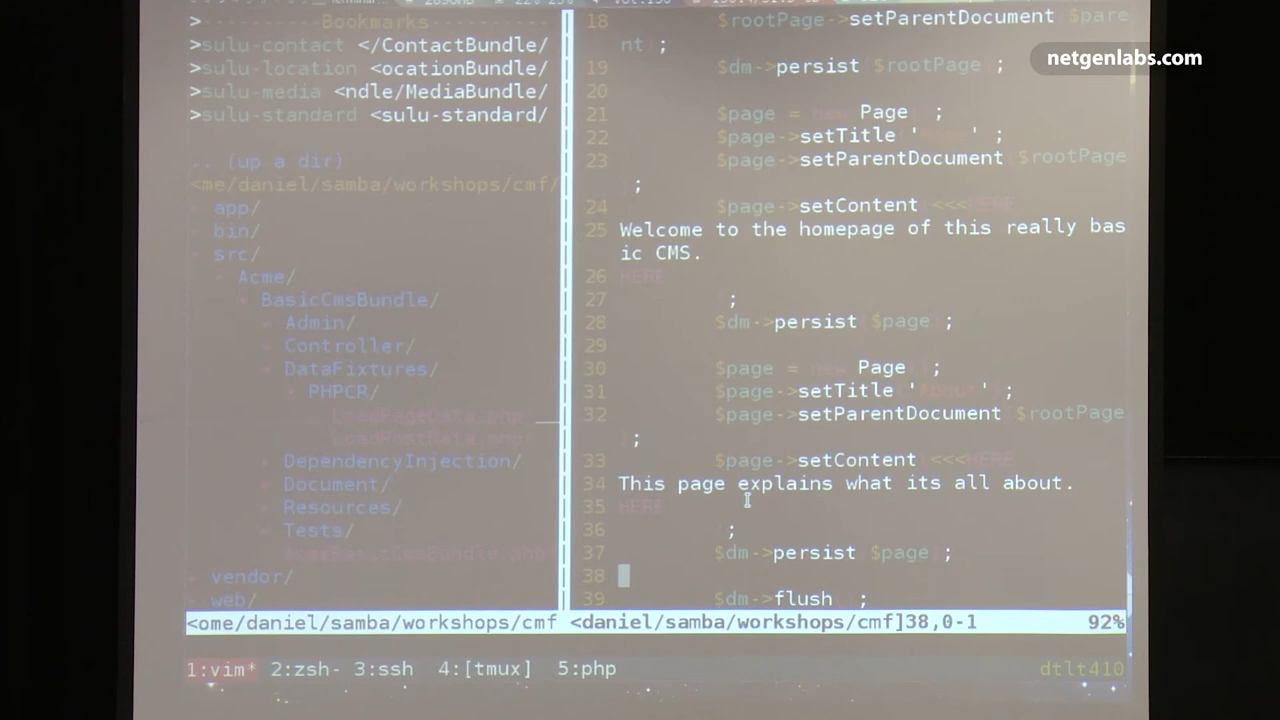 netgenlabs.com
>----------Bookmarks----------
>sulu-contact </ContactBundle/
>sulu-location <ocationBundle/
>sulu-media <ndle/MediaBundle/
>sulu-standard <sulu-standard/
.. (up a dir)
<me/daniel/samba/workshops/cmf/
app/
bin/
src/
Acme/
BasicCmsBundle/
Admin/
Controller/
DataFixtures/
PHPCR/
LoadPageData.php
LoadPostData.php
DependencyInjection/
Document/
Resources/
Tests/
vendor/
web/
18 $rootPage->setParentDocument $pare
nt ;
19 $dm->persist $rootPage ;
20
21 $page = new Page ;
22 $page->setTitle ' ' ;
23 $page->setParentDocument $rootPage
;
24 $page->setContent <<<HERE
25 Welcome to the homepage of this really bas
ic CMS.
26 HERE
27 ;
28 $dm->persist $page ;
29
30 $page = new Page ;
31 $page->setTitle 'About' ;
32 $page->setParentDocument $rootPage
;
33 $page->setContent <<<HERE
34 This page explains what its all about.
35 HERE
36 ;
37 $dm->persist $page ;
38
39 $dm->flush ;
<ome/daniel/samba/workshops/cmf <daniel/samba/workshops/cmf]38,0-1 92%
1:vim* 2:zsh- 3:ssh 4:[tmux] 5:php dtlt410